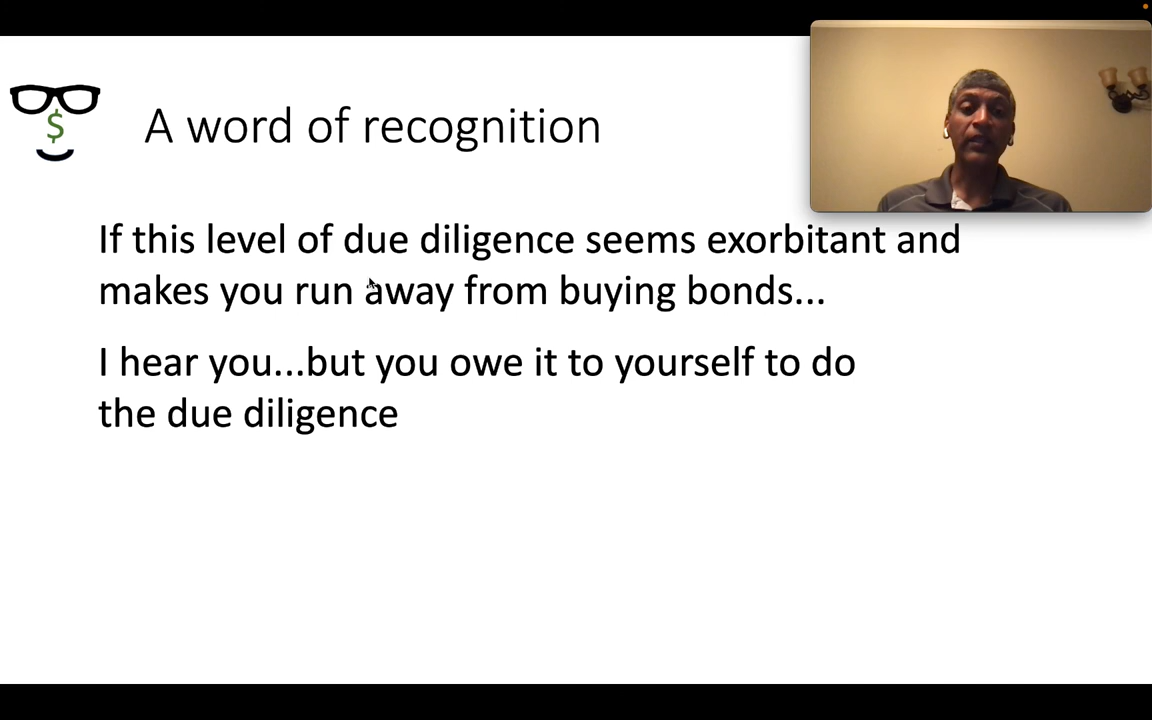 $
A word of recognition
If this level of due diligence seems exorbitant and
makes you run away from buying bonds...
I hear you...but you owe it to yourself to do
the due diligence